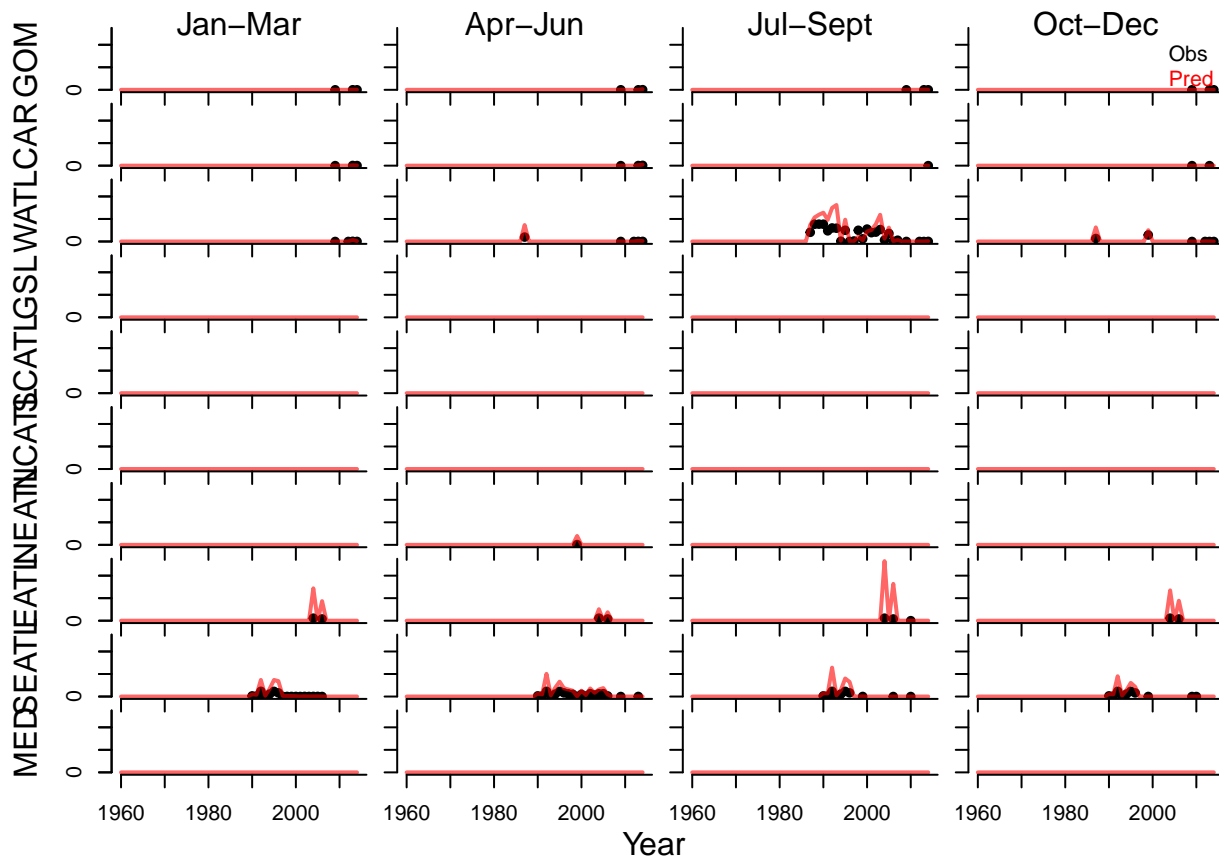 Jan–Mar
Apr–Jun
Jul–Sept
Oct–Dec
Obs
Pred
GOM
0
CAR
0
WATL
0
GSL
0
SCATL
0
NCATL
0
NEATL
0
EATL
0
SEATL
0
MED
0
1960 1980 2000
1960 1980 2000
1960 1980 2000
1960 1980 2000
Year